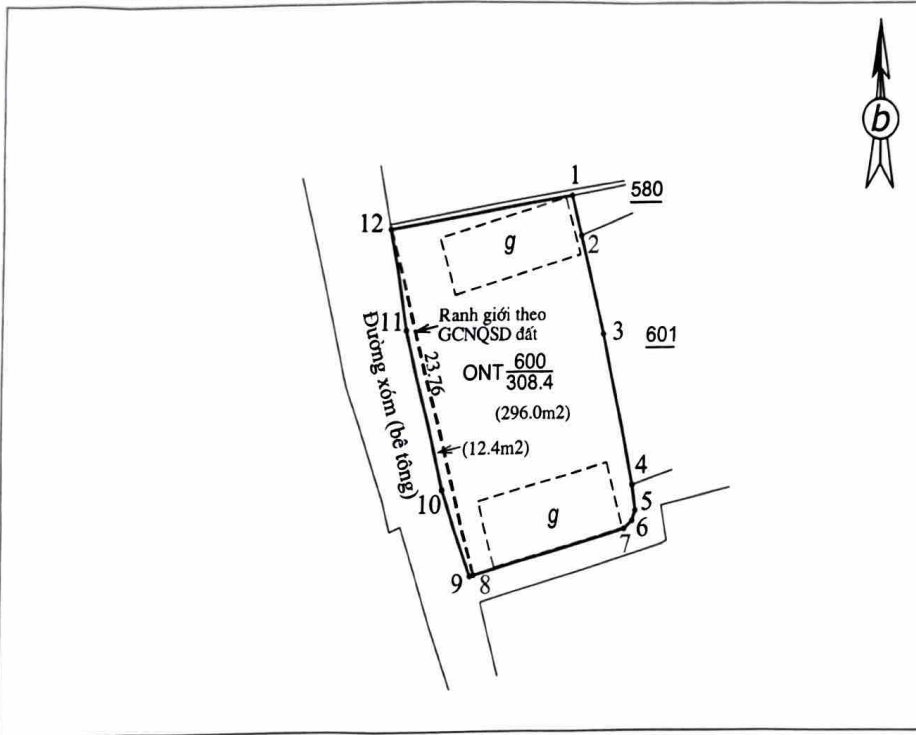 b
1
580
12
2
g
11
Ranh giới theo
GCNQSD đất
3
601
23.76
ONT 600
308.4
(296.0m2)
Đường xóm (bê tông)
(12.4m2)
4
10
5
g
6
7
9
8